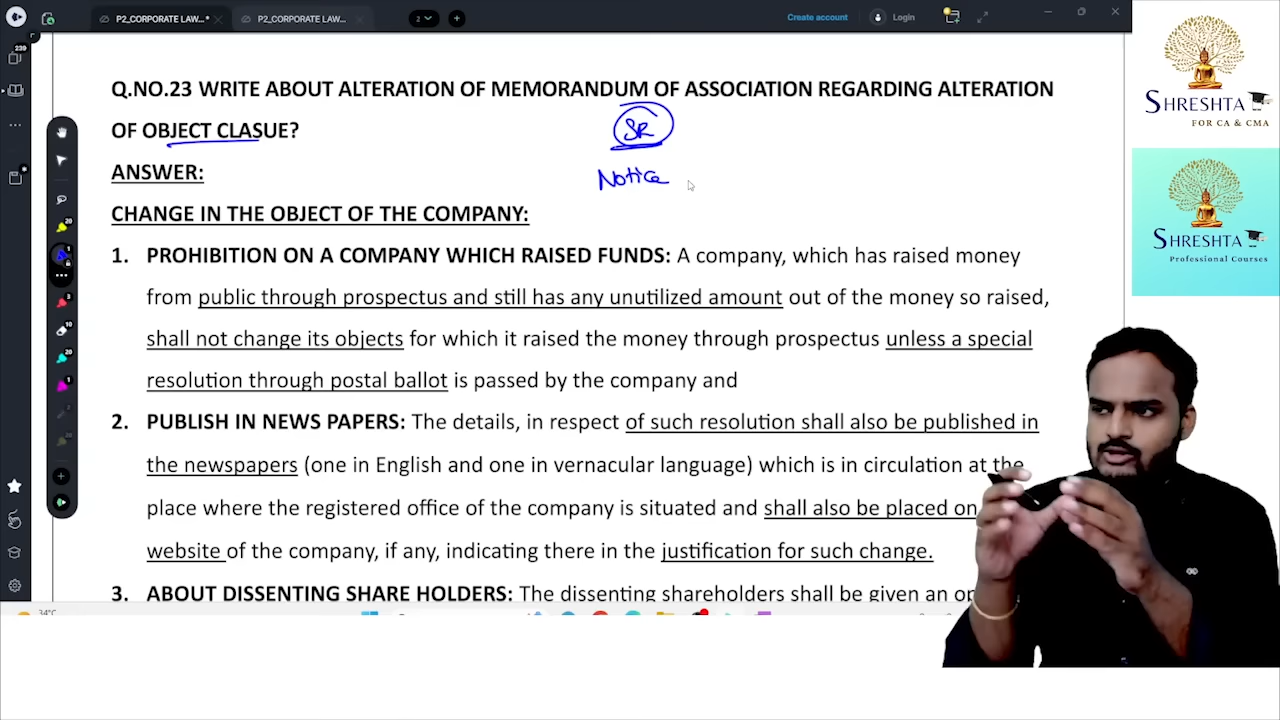 P2_CORPORATE LAW...*
P2_CORPORATE LAW...
2
Create account
Login
239
Q.NO.23 WRITE ABOUT ALTERATION OF MEMORANDUM OF ASSOCIATION REGARDING ALTERATION
OF OBJECT CLASUE?
SR
ANSWER:
Notice
CHANGE IN THE OBJECT OF THE COMPANY:
1. PROHIBITION ON A COMPANY WHICH RAISED FUNDS: A company, which has raised money
from public through prospectus and still has any unutilized amount out of the money so raised,
shall not change its objects for which it raised the money through prospectus unless a special
resolution through postal ballot is passed by the company and
2. PUBLISH IN NEWS PAPERS: The details, in respect of such resolution shall also be published in
the newspapers (one in English and one in vernacular language) which is in circulation at the
place where the registered office of the company is situated and shall also be placed on
website of the company, if any, indicating there in the justification for such change.
3. ABOUT DISSENTING SHARE HOLDERS: The dissenting shareholders shall be given an
34°C
SHRESHTA
FOR CA & CMA
SHRESHTA
Professional Courses